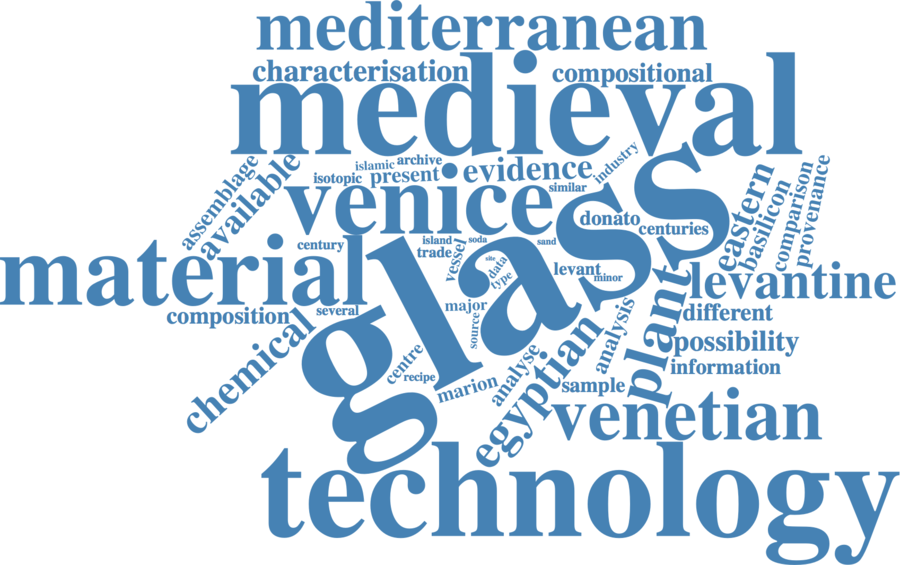 mediterranean
characterisation
compositional
medieval
islamic
archive
industry
assemblage
available
isotopic
present
evidence
similar
venice
glass
donato
centuries
eastern
basilicon
comparison
provenance
material
century
island
soda
sand
trade
vessel
site
data
type
levant
minor
levantine
composition
several
major
source
analysis
plant
different
chemical
centre
recipe
marion
analyse
egyptian
sample
possibility
information
venetian
technology